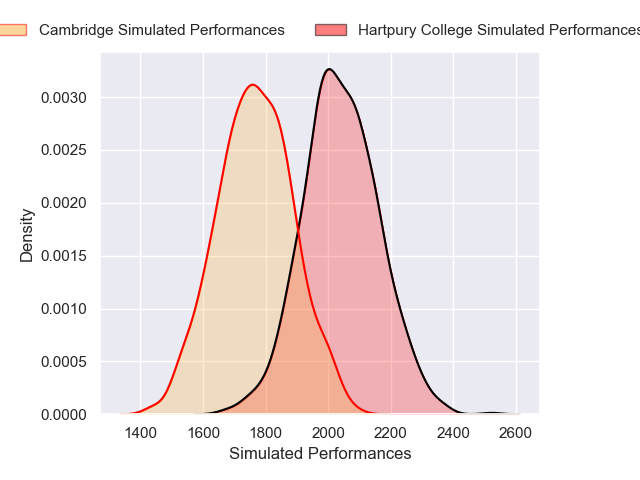 Cambridge Simulated Performances
Hartpury College Simulated Performances
0.0030
0.0025
0.0020
0.0015
0.0010
0.0005
0.0000
Density
1400 1600 1800 2000 2200 2400 2600
Simulated Performances